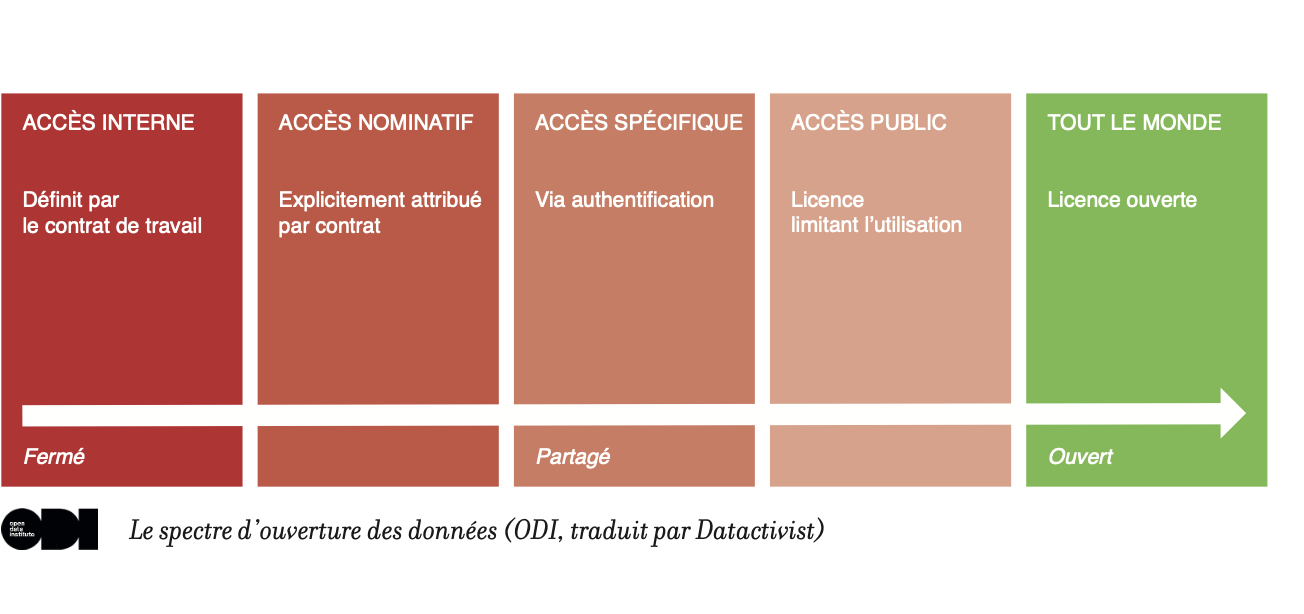 ACCÈS INTERNE
Définit par
le contrat de travail
Fermé
ACCÈS NOMINATIF
Explicitement attribué
par contrat
ACCÈS SPÉCIFIQUE
Via authentification
Partagé
ACCÈS PUBLIC
Licence
limitant l’utilisation
TOUT LE MONDE
Licence ouverte
Ouvert
open
data
institute
ODI
Le spectre d’ouverture des données (ODI, traduit par Datactivist)